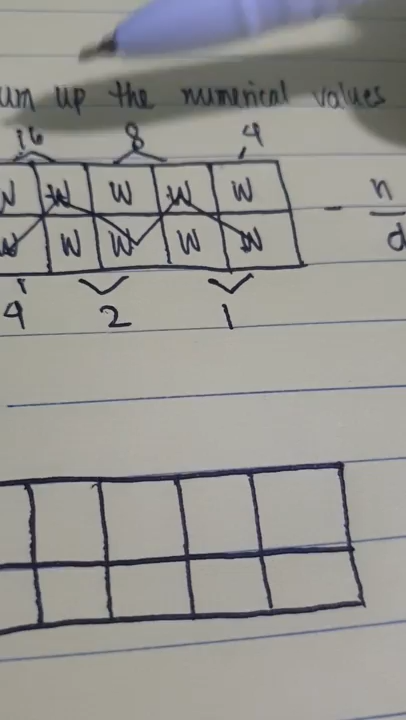 um up the numerical values
16 8 4
W W W W W
W W W W W
n
d
4 2 1